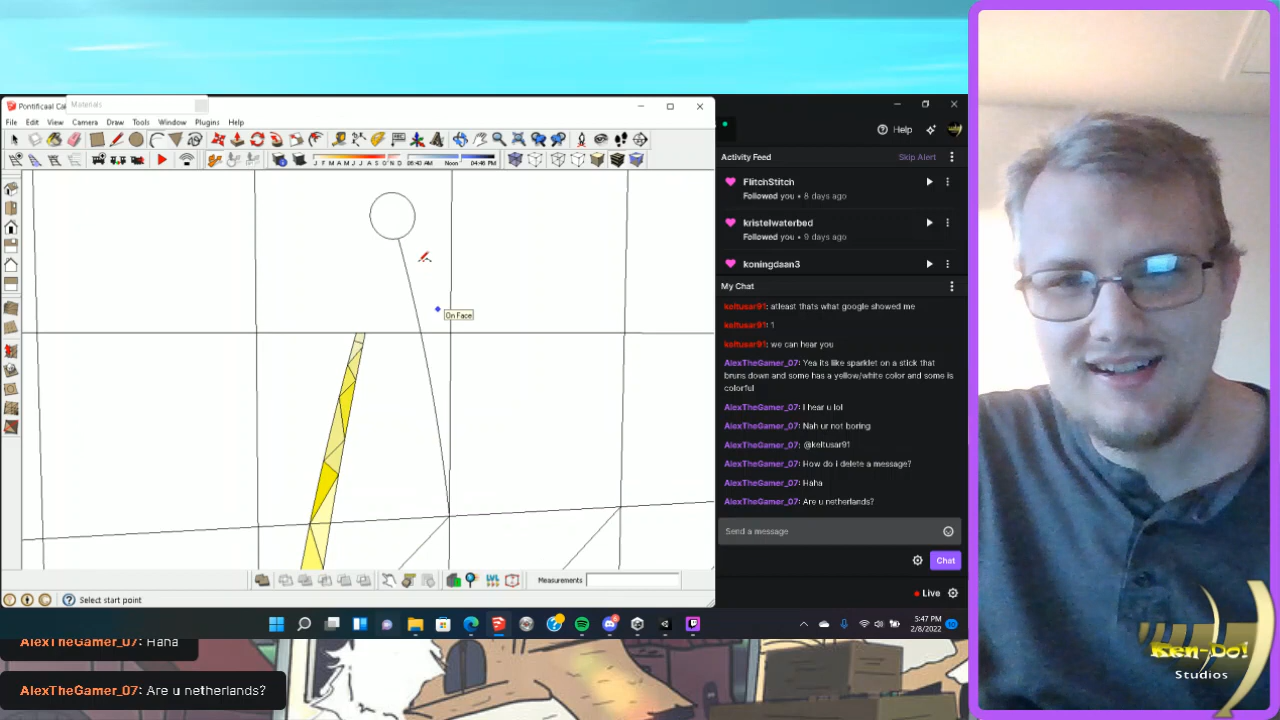 Pontificaal Ca
Materials
File Edit View Camera Draw Tools Window Plugins Help
J F M A M J J A S O N D 06:43 AM Noon 04:46 PM
On Face
Measurements
Select start point
Help
Activity Feed
Skip Alert
FlitchStitch
Followed you • 8 days ago
kristelwaterbed
Followed you • 9 days ago
koningdaan3
My Chat
keltusar91: atleast thats what google showed me
keltusar91: 1
keltusar91: we can hear you
AlexTheGamer_07: Yea its like sparklet on a stick that
bruns down and some has a yellow/white color and some is
colorful
AlexTheGamer_07: I hear u lol
AlexTheGamer_07: Nah ur not boring
AlexTheGamer_07: @keltusar91
AlexTheGamer_07: How do I delete a message?
AlexTheGamer_07: Haha
AlexTheGamer_07: Are u netherlands?
Send a message
Chat
Live
5:47 PM
2/8/2022
AlexTheGamer_07: Haha
AlexTheGamer_07: Are u netherlands?
Ken-Do!
Studios